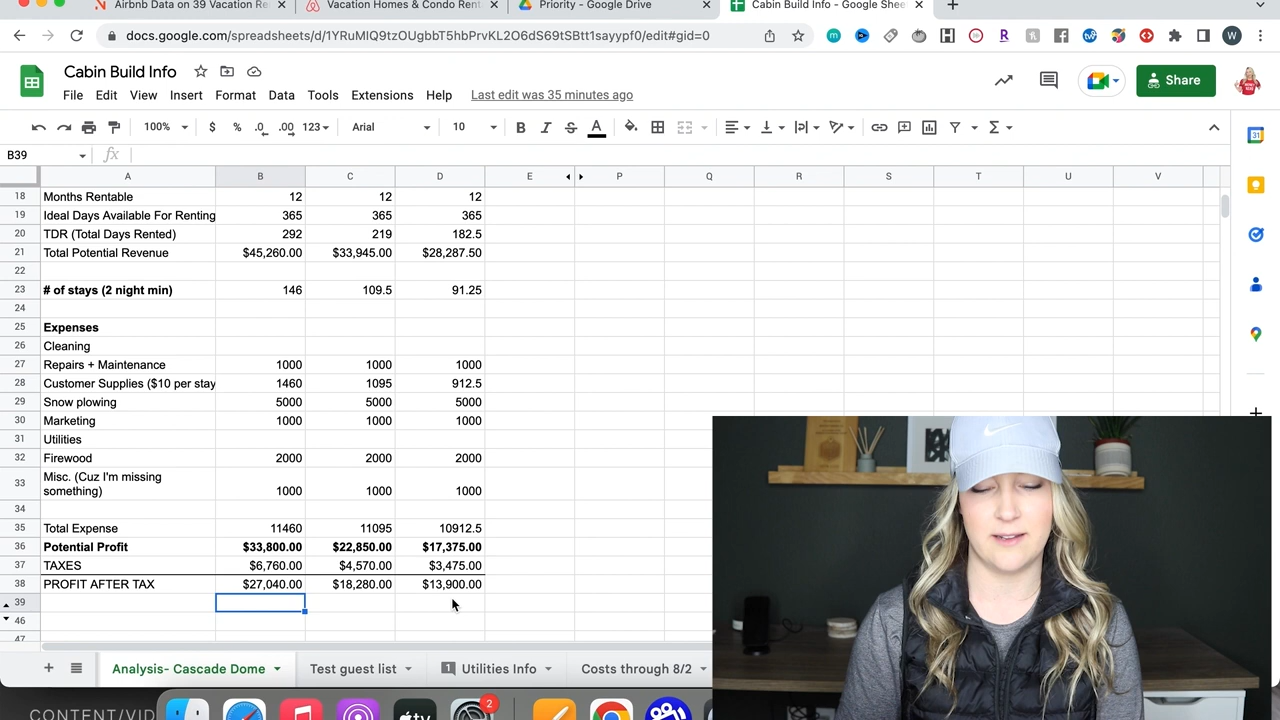 Airbnb Data on 39 Vacation Re
Vacation Homes & Condo Rent
Priority - Google Drive
Cabin Build Info - Google Shee
docs.google.com/spreadsheets/d/1YRuMIQ9tzOUgbbT5hbPrvKL2O6dS69tSBtt1sayypf0/edit#gid=0
Cabin Build Info
File Edit View Insert Format Data Tools Extens Help Last edit was 35 minutes ago
Share
100% $ % .0 .00 123 Arial 10 B I S A
B39 fx
A B C D E P Q R S T U V
18 Months Rentable 12 12 12
19 Ideal Days Available For Renting 365 365 365
20 TDR (Total Days Rented) 292 219 182.5
21 Total Potential Revenue $45,260.00 $33,945.00 $28,287.50
22
23 # of stays (2 night min) 146 109.5 91.25
24
25 Expenses
26 Cleaning
27 Repairs + Maintenance 1000 1000 1000
28 Customer Supplies ($10 per stay 1460 1095 912.5
29 Snow plowing 5000 5000 5000
30 Marketing 1000 1000 1000
31 Utilities
32 Firewood 2000 2000 2000
33 Misc. (Cuz I'm missing
something) 1000 1000 1000
34
35 Total Expense 11460 11095 10912.5
36 Potential Profit $33,800.00 $22,850.00 $17,375.00
37 TAXES $6,760.00 $4,570.00 $3,475.00
38 PROFIT AFTER TAX $27,040.00 $18,280.00 $13,900.00
39
46
47
Analysis- Cascade Dome Test guest list 1 Utilities Info Costs through 8/2
CONTENT/VID
tv
2